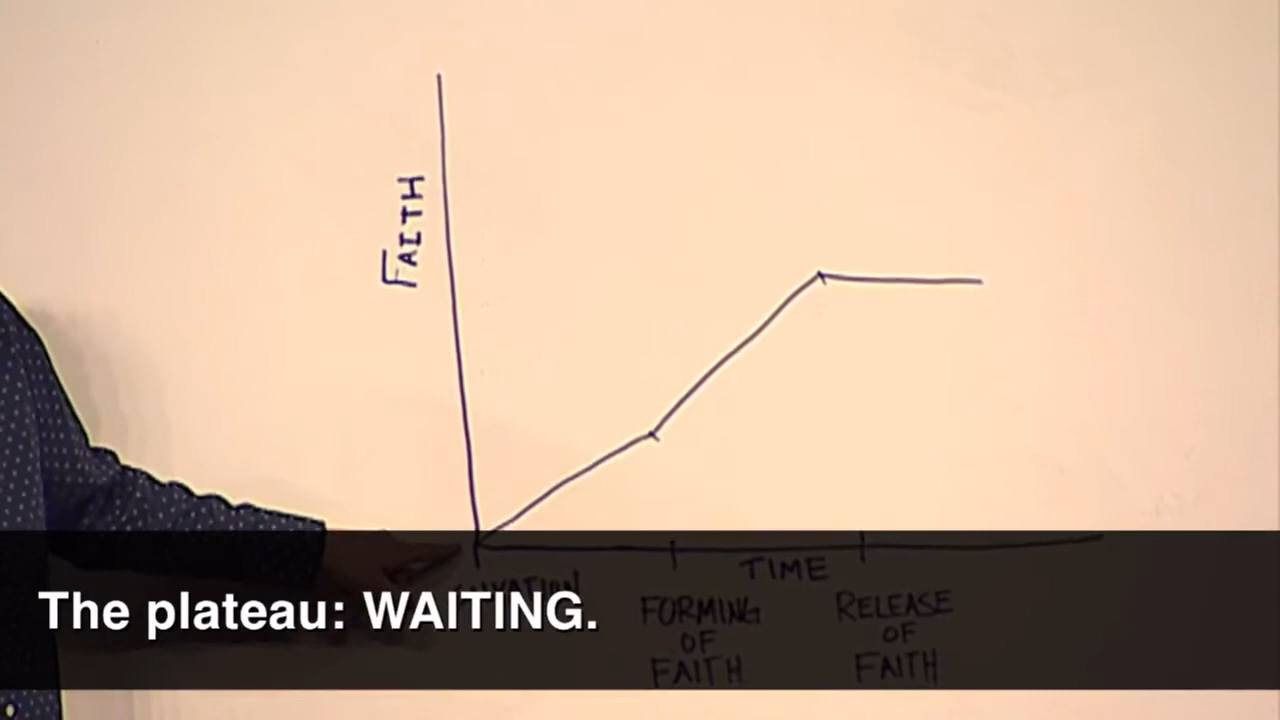 FAITH
TIME
FORMING
OF
FAITH
RELEASE
OF
FAITH
The plateau: WAITING.